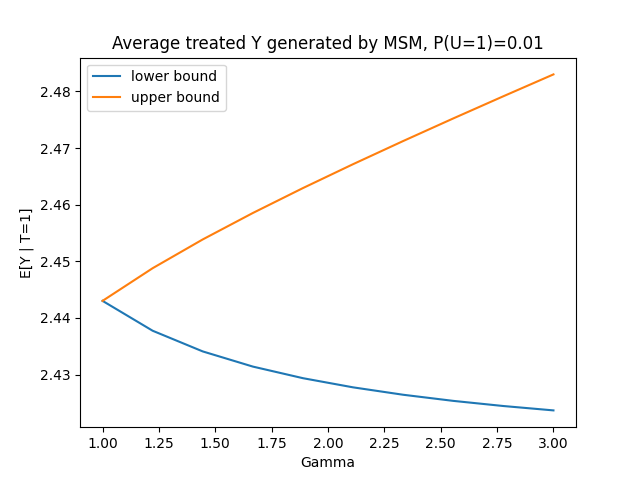 Average treated Y generated by MSM, P(U=1)=0.01
lower bound
upper bound
2.48
2.47
2.46
2.45
2.44
2.43
E[Y | T=1]
1.00 1.25 1.50 1.75 2.00 2.25 2.50 2.75 3.00
Gamma